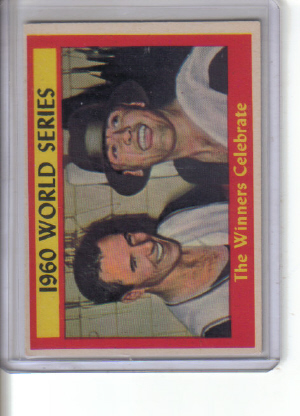 1960 WORLD SERIES
The Winners Celebrate